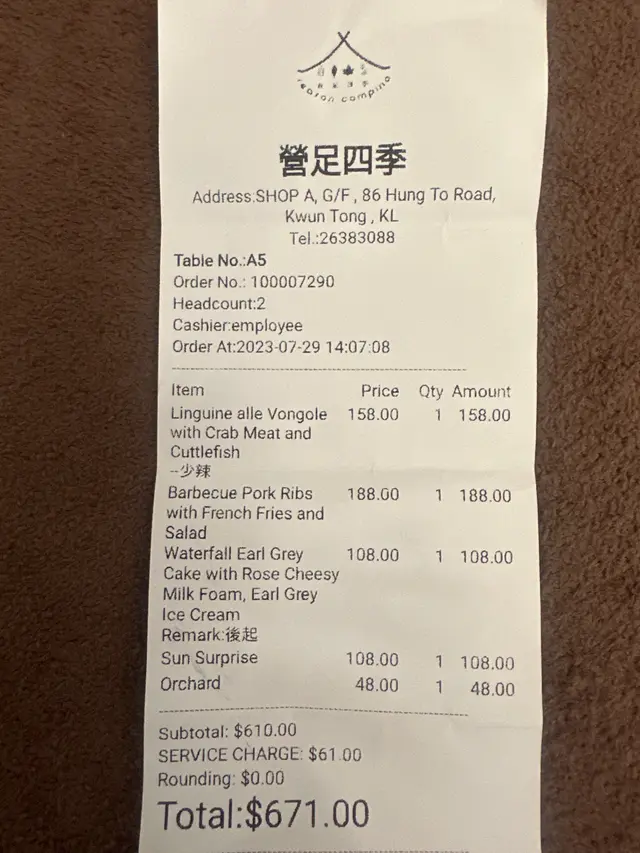 season camping
營足四季
Address:SHOP A, G/F , 86 Hung To Road,
Kwun Tong , KL
Tel.:26383088
Table No.:A5
Order No.: 100007290
Headcount:2
Cashier:employee
Order At:2023-07-29 14:07:08
Item Price Qty Amount
Linguine alle Vongole 158.00 1 158.00
with Crab Meat and
Cuttlefish
--少辣
Barbecue Pork Ribs 188.00 1 188.00
with French Fries and
Salad
Waterfall Earl Grey 108.00 1 108.00
Cake with Rose Cheesy
Milk Foam, Earl Grey
Ice Cream
Remark:後起
Sun Surprise 108.00 1 108.00
Orchard 48.00 1 48.00
Subtotal: $610.00
SERVICE CHARGE: $61.00
Rounding: $0.00
Total:$671.00